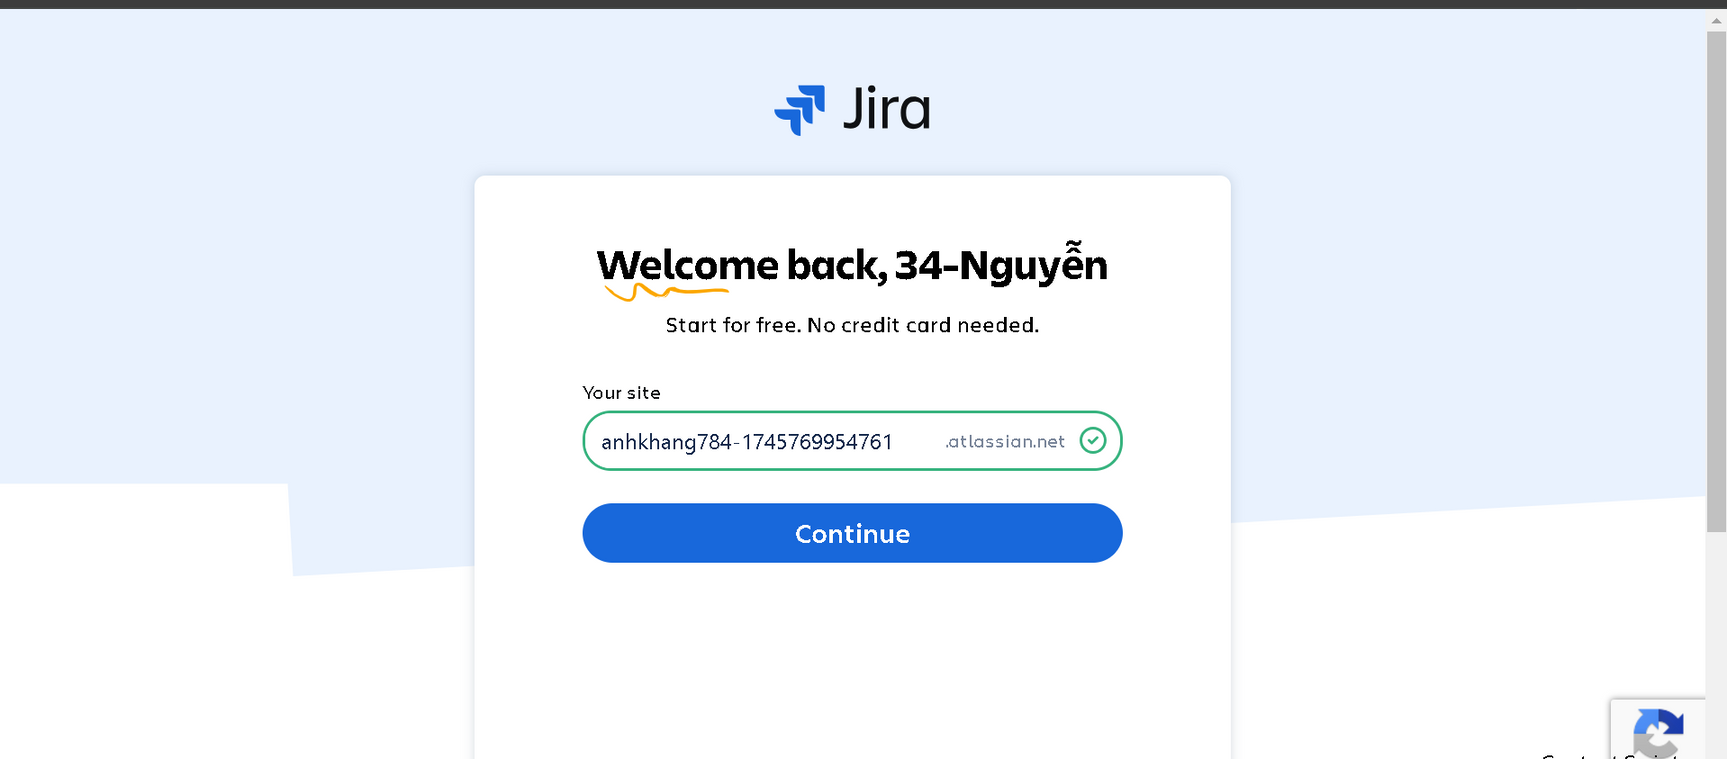 Jira
Welcome back, 34-Nguyễn
Start for free. No credit card needed.
Your site
anhkhang784-1745769954761 .atlassian.net
Continue